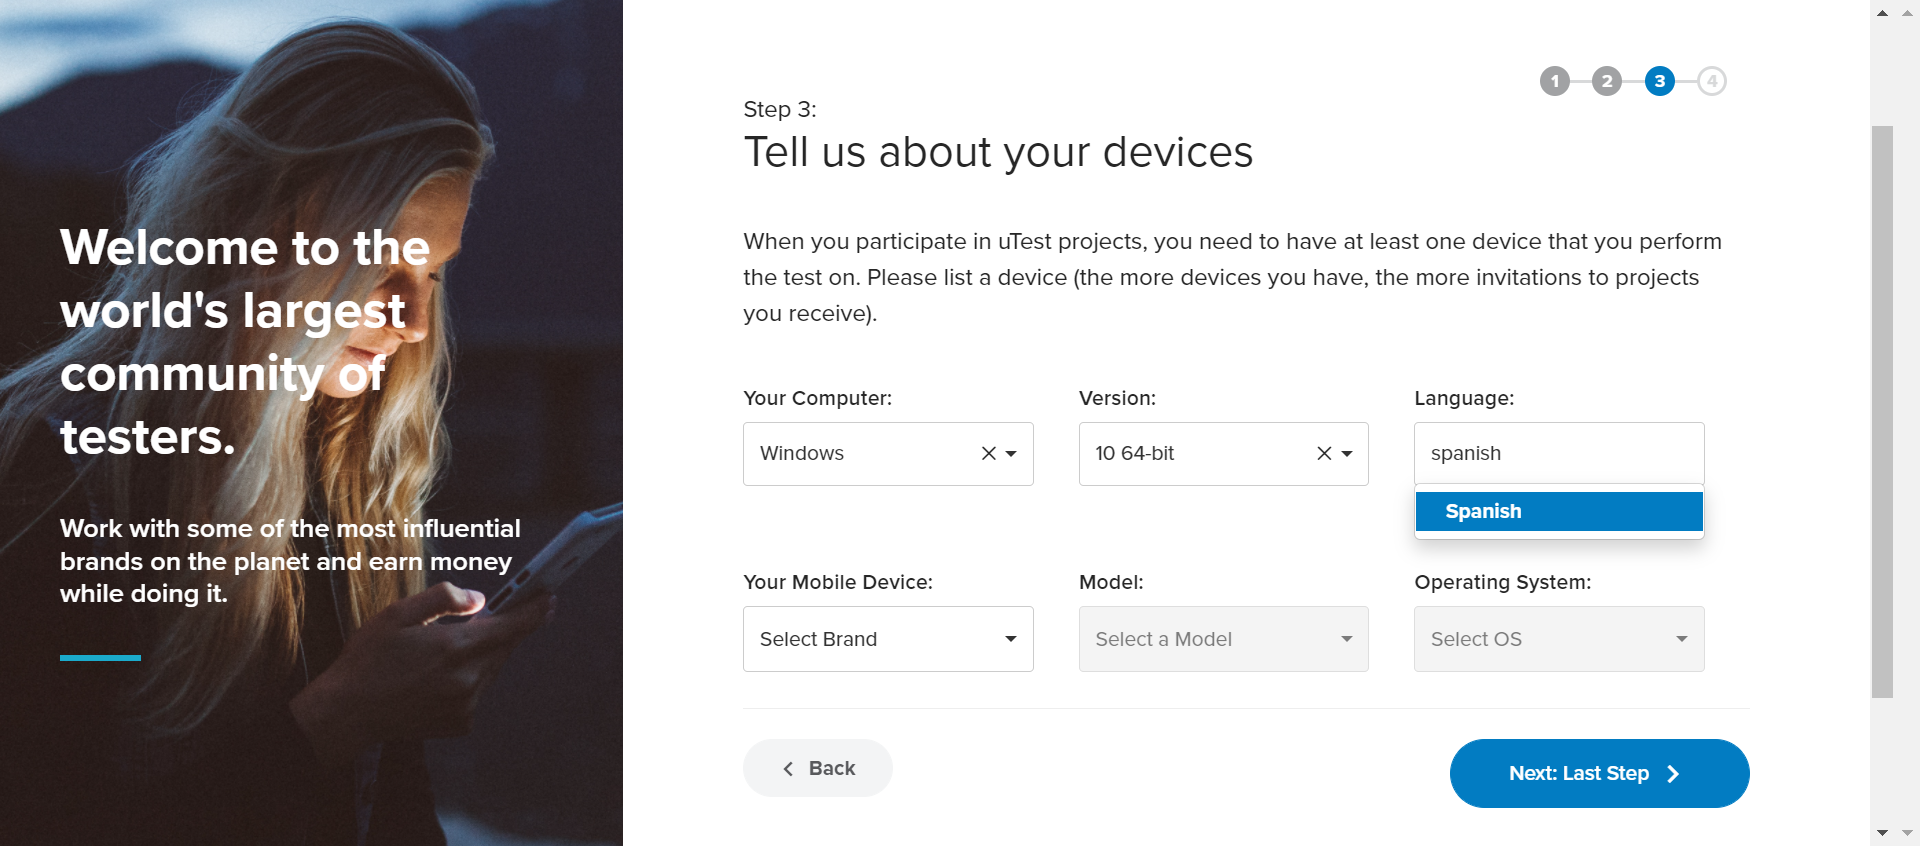 Welcome to the
world's largest
community of
testers.
Work with some of the most influential
brands on the planet and earn money
while doing it.
1 2 3 4
Step 3:
Tell us about your devices
When you participate in uTest projects, you need to have at least one device that you perform
the test on. Please list a device (the more devices you have, the more invitations to projects
you receive).
Your Computer: Version: Language:
Windows 10 64-bit spanish
Spanish
Your Mobile Device: Model: Operating System:
Select Brand Select a Model Select OS
Back Next: Last Step